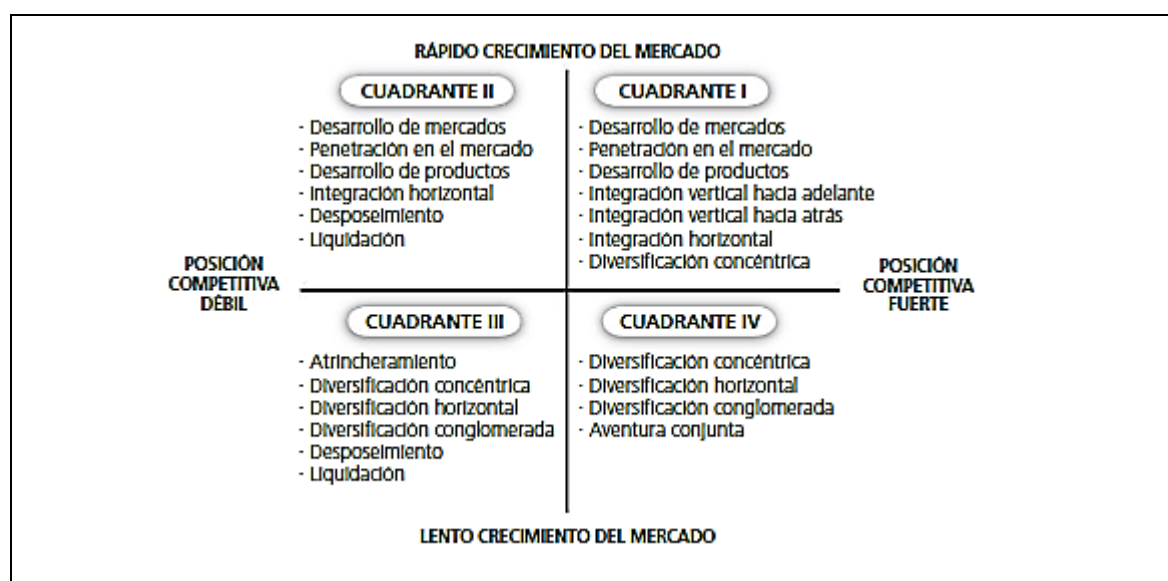 RÁPIDO CRECIMIENTO DEL MERCADO
CUADRANTE II
- Desarrollo de mercados
- Penetración en el mercado
- Desarrollo de productos
- Integración horizontal
- Desposeimiento
- Liquidación
CUADRANTE I
- Desarrollo de mercados
- Penetración en el mercado
- Desarrollo de productos
- Integración vertical hacia adelante
- Integración vertical hacia atrás
- Integración horizontal
- Diversificación concéntrica
POSICIÓN
COMPETITIVA
DÉBIL
POSICIÓN
COMPETITIVA
FUERTE
CUADRANTE III
- Atrincheramiento
- Diversificación concéntrica
- Diversificación horizontal
- Diversificación conglomerada
- Desposeimiento
- Liquidación
CUADRANTE IV
- Diversificación concéntrica
- Diversificación horizontal
- Diversificación conglomerada
- Aventura conjunta
LENTO CRECIMIENTO DEL MERCADO